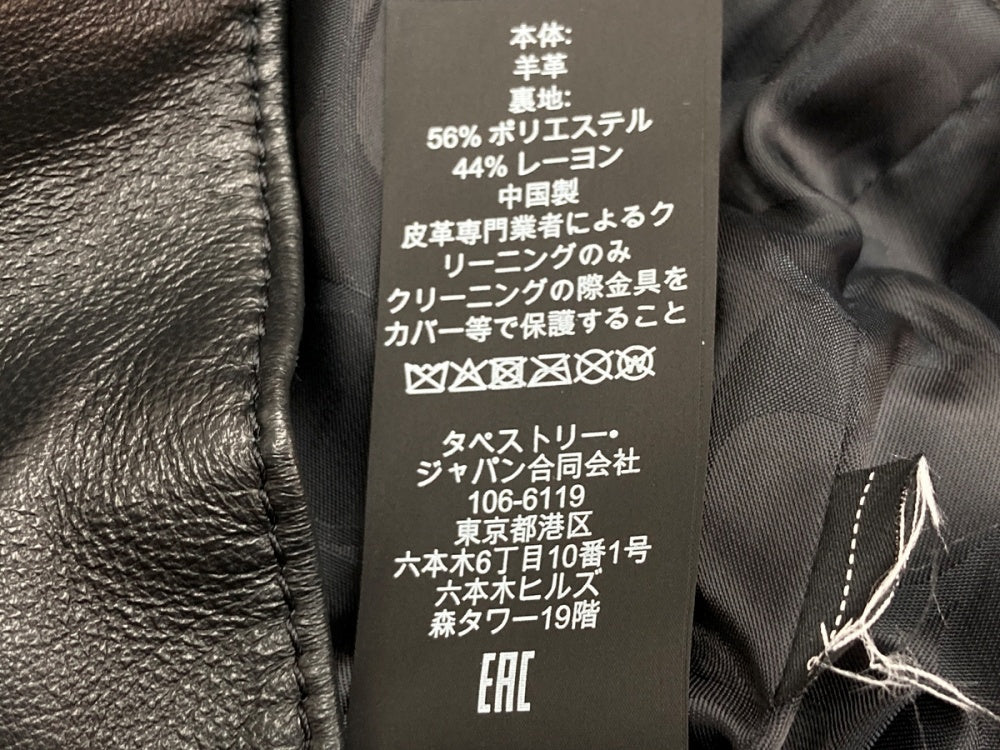 本体:
羊革
裏地:
56% ポリエステル
44% レーヨン
中国製
皮革専門業者によるク
リーニングのみ
クリーニングの際金具を
カバー等で保護すること
W
タペストリー・
ジャパン合同会社
106-6119
東京都港区
六本木6丁目10番1号
六本木ヒルズ
森タワー19階
EAC